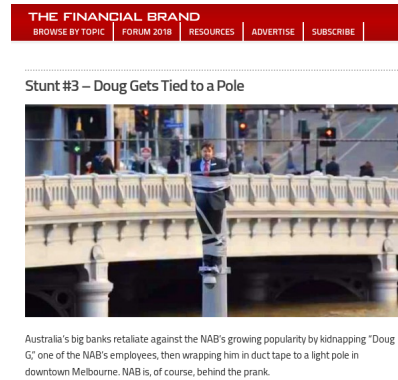 THE FINANCIAL BRAND
BROWSE BY TOPIC FORUM 2018 RESOURCES ADVERTISE SUBSCRIBE
Stunt #3 – Doug Gets Tied to a Pole
Australia's big banks retaliate against the NAB's growing popularity by kidnapping "Doug
G," one of the NAB's employees, then wrapping him in duct tape to a light pole in
downtown Melbourne. NAB is, of course, behind the prank.